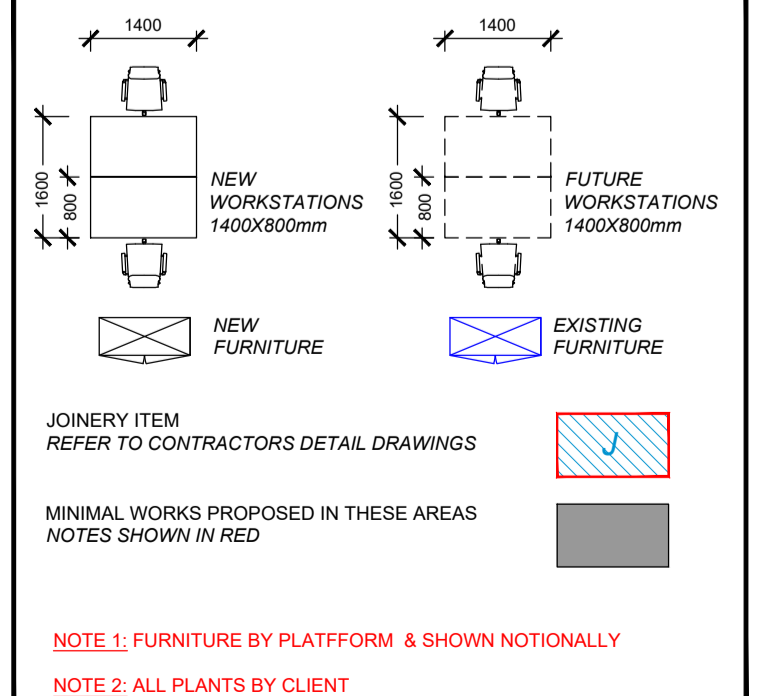 1400
1400
1600
800
NEW
WORKSTATIONS
1400X800mm
1600
800
FUTURE
WORKSTATIONS
1400X800mm
NEW
FURNITURE
EXISTING
FURNITURE
JOINERY ITEM
REFER TO CONTRACTORS DETAIL DRAWINGS
J
MINIMAL WORKS PROPOSED IN THESE AREAS
NOTES SHOWN IN RED
NOTE 1: FURNITURE BY PLATFFORM & SHOWN NOTIONALLY
NOTE 2: ALL PLANTS BY CLIENT